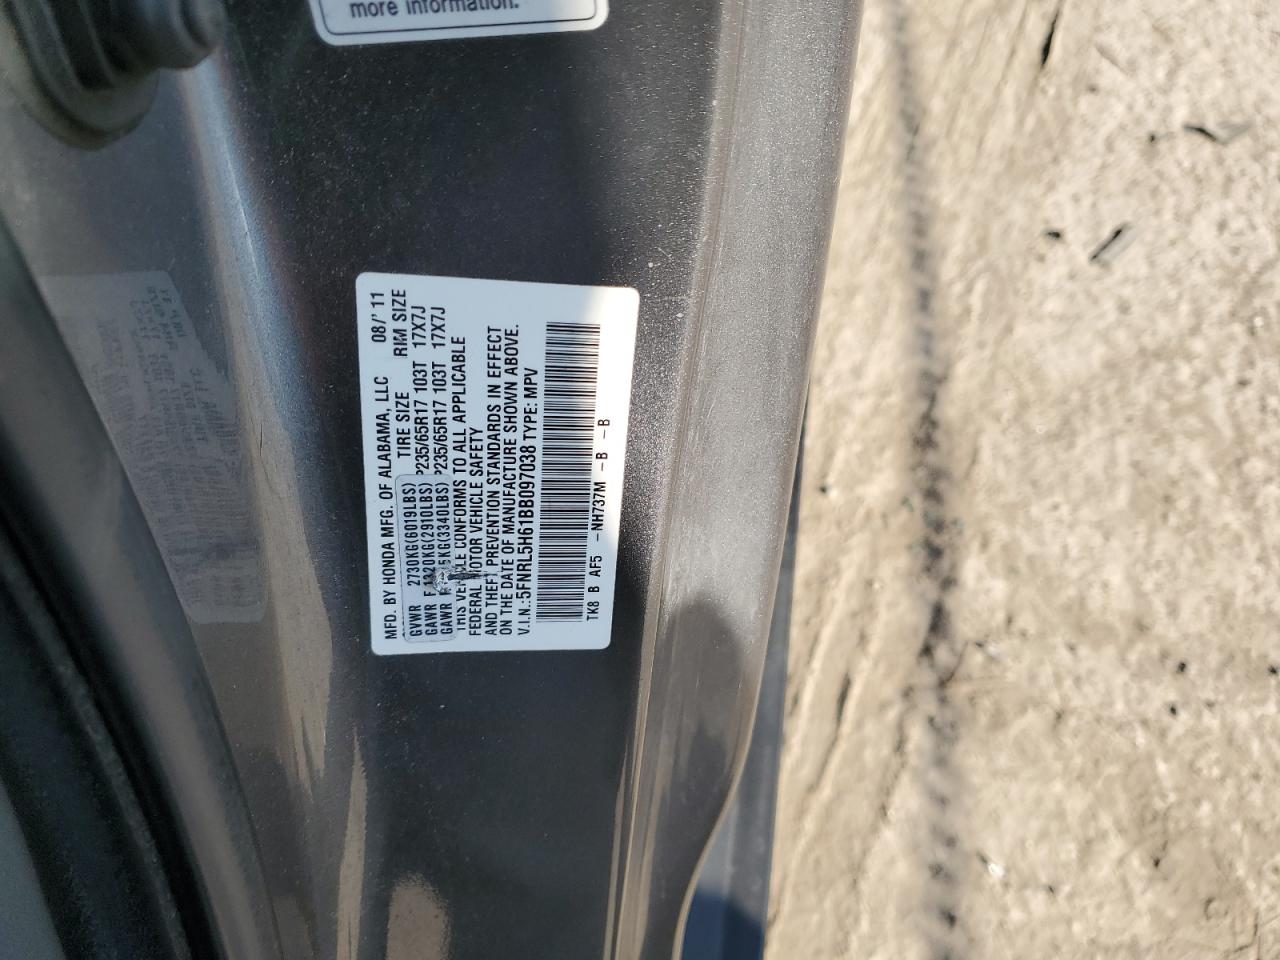 more information.
MFD. BY HONDA MFG. OF ALABAMA, LLC 08/'11
TIRE SIZE RIM SIZE
GVWR 2730KG(6019LBS)
GAWR F 1320KG(2910LBS) P235/65R17 103T 17X7J
GAWR 5KG(3340LBS) P235/65R17 103T 17X7J
THIS VEHICLE CONFORMS TO ALL APPLICABLE
FEDERAL MOTOR VEHICLE SAFETY
AND THEFT PREVENTION STANDARDS IN EFFECT
ON THE DATE OF MANUFACTURE SHOWN ABOVE.
V.I.N.: 5FNRL5H61BB097038 TYPE: MPV
TK8 B AF5 -NH737M -B -B